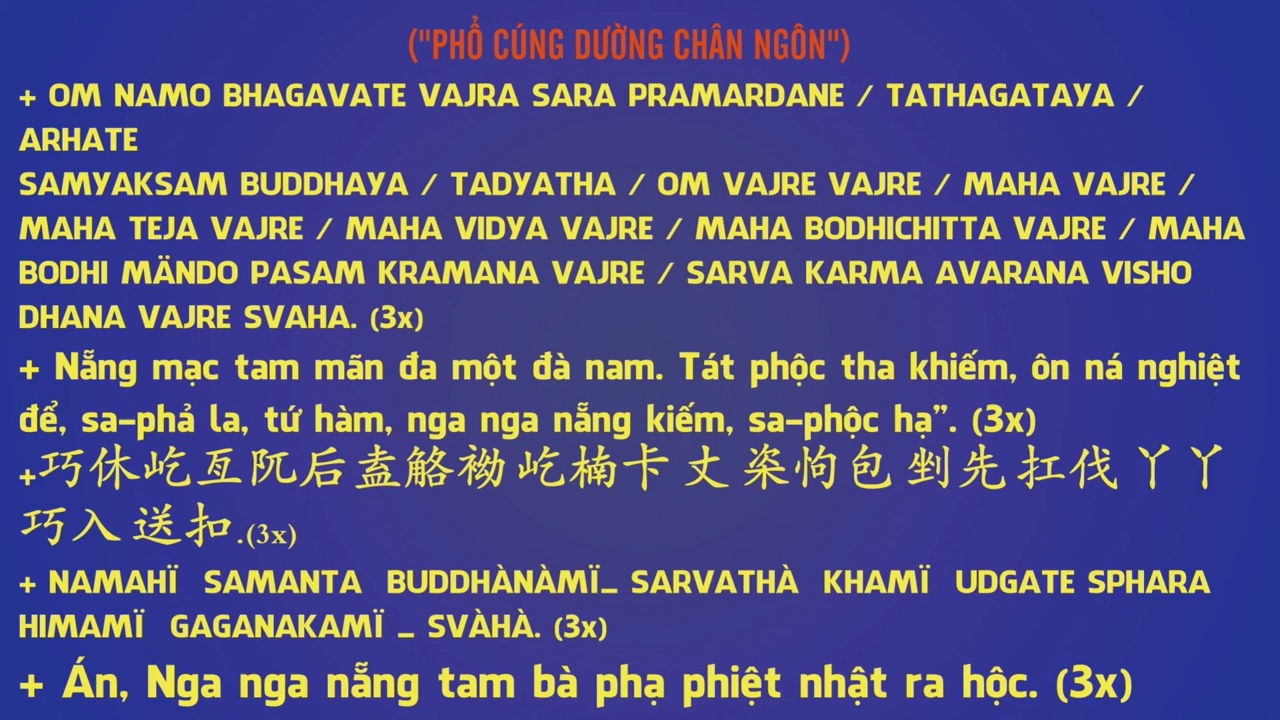 ("PHỔ CÚNG DƯỜNG CHÂN NGÔN")
+ OM NAMO BHAGAVATE VAJRA SARA PRAMARDANE / TATHAGATAYA /
ARHATE
SAMYAKSAM BUDDHAYA / TADYATHA / OM VAJRE VAJRE / MAHA VAJRE /
MAHA TEJA VAJRE / MAHA VIDYA VAJRE / MAHA BODHICHITTA VAJRE / MAHA
BODHI MÄNDO PASAM KRAMANA VAJRE / SARVA KARMA AVARANA VISHO
DHANA VAJRE SVAHA. (3x)
+ Nẵng mạc tam mãn đa một đà nam. Tát phộc tha khiếm, ôn ná nghiệt
để, sa-phả la, tứ hàm, nga nga nẵng kiếm, sa-phộc hạ”. (3x)
+巧休屹亙阢后盍觡袎屹楠卡丈 栥怐包 剉先扛伐丫丫
巧入送扣.(3x)
+ NAMAHÏ SAMANTA BUDDHÀNÀMÏ_ SARVATHÀ KHAMÏ UDGATE SPHARA
HIMAMÏ GAGANAKAMÏ _ SVÀHÀ. (3x)
+ Án, Nga nga nẵng tam bà phạ phiệt nhật ra hộc. (3x)